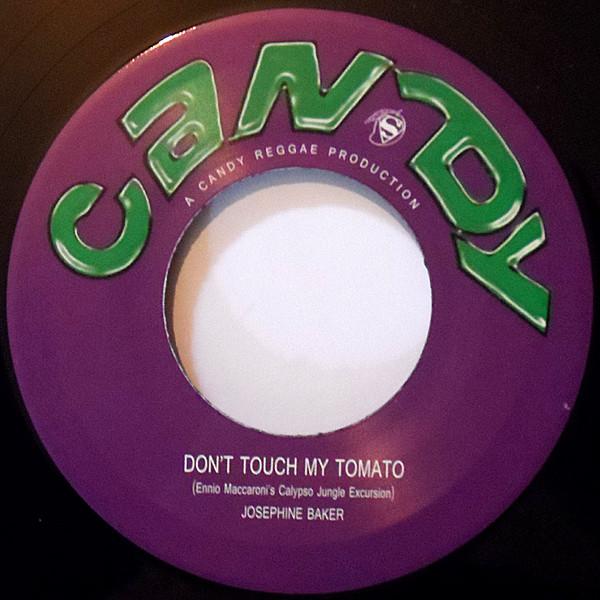 CANDY
A CANDY REGGAE PRODUCTION
DON'T TOUCH MY TOMATO
(Ennio Maccaroni's Calypso Jungle Excursion)
JOSEPHINE BAKER